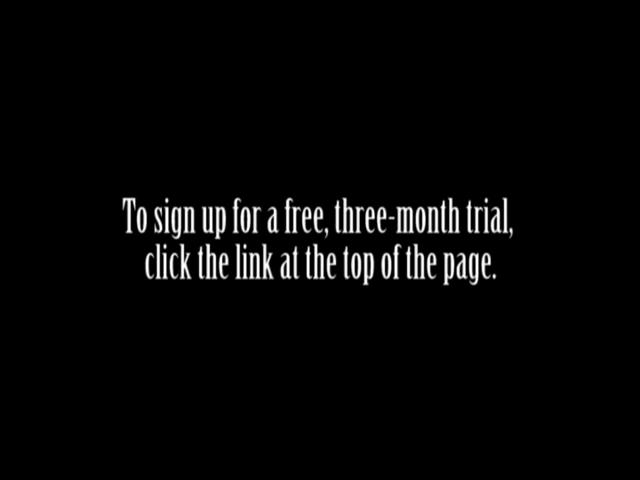 To sign up for a free, three-month trial,
click the link at the top of the page.